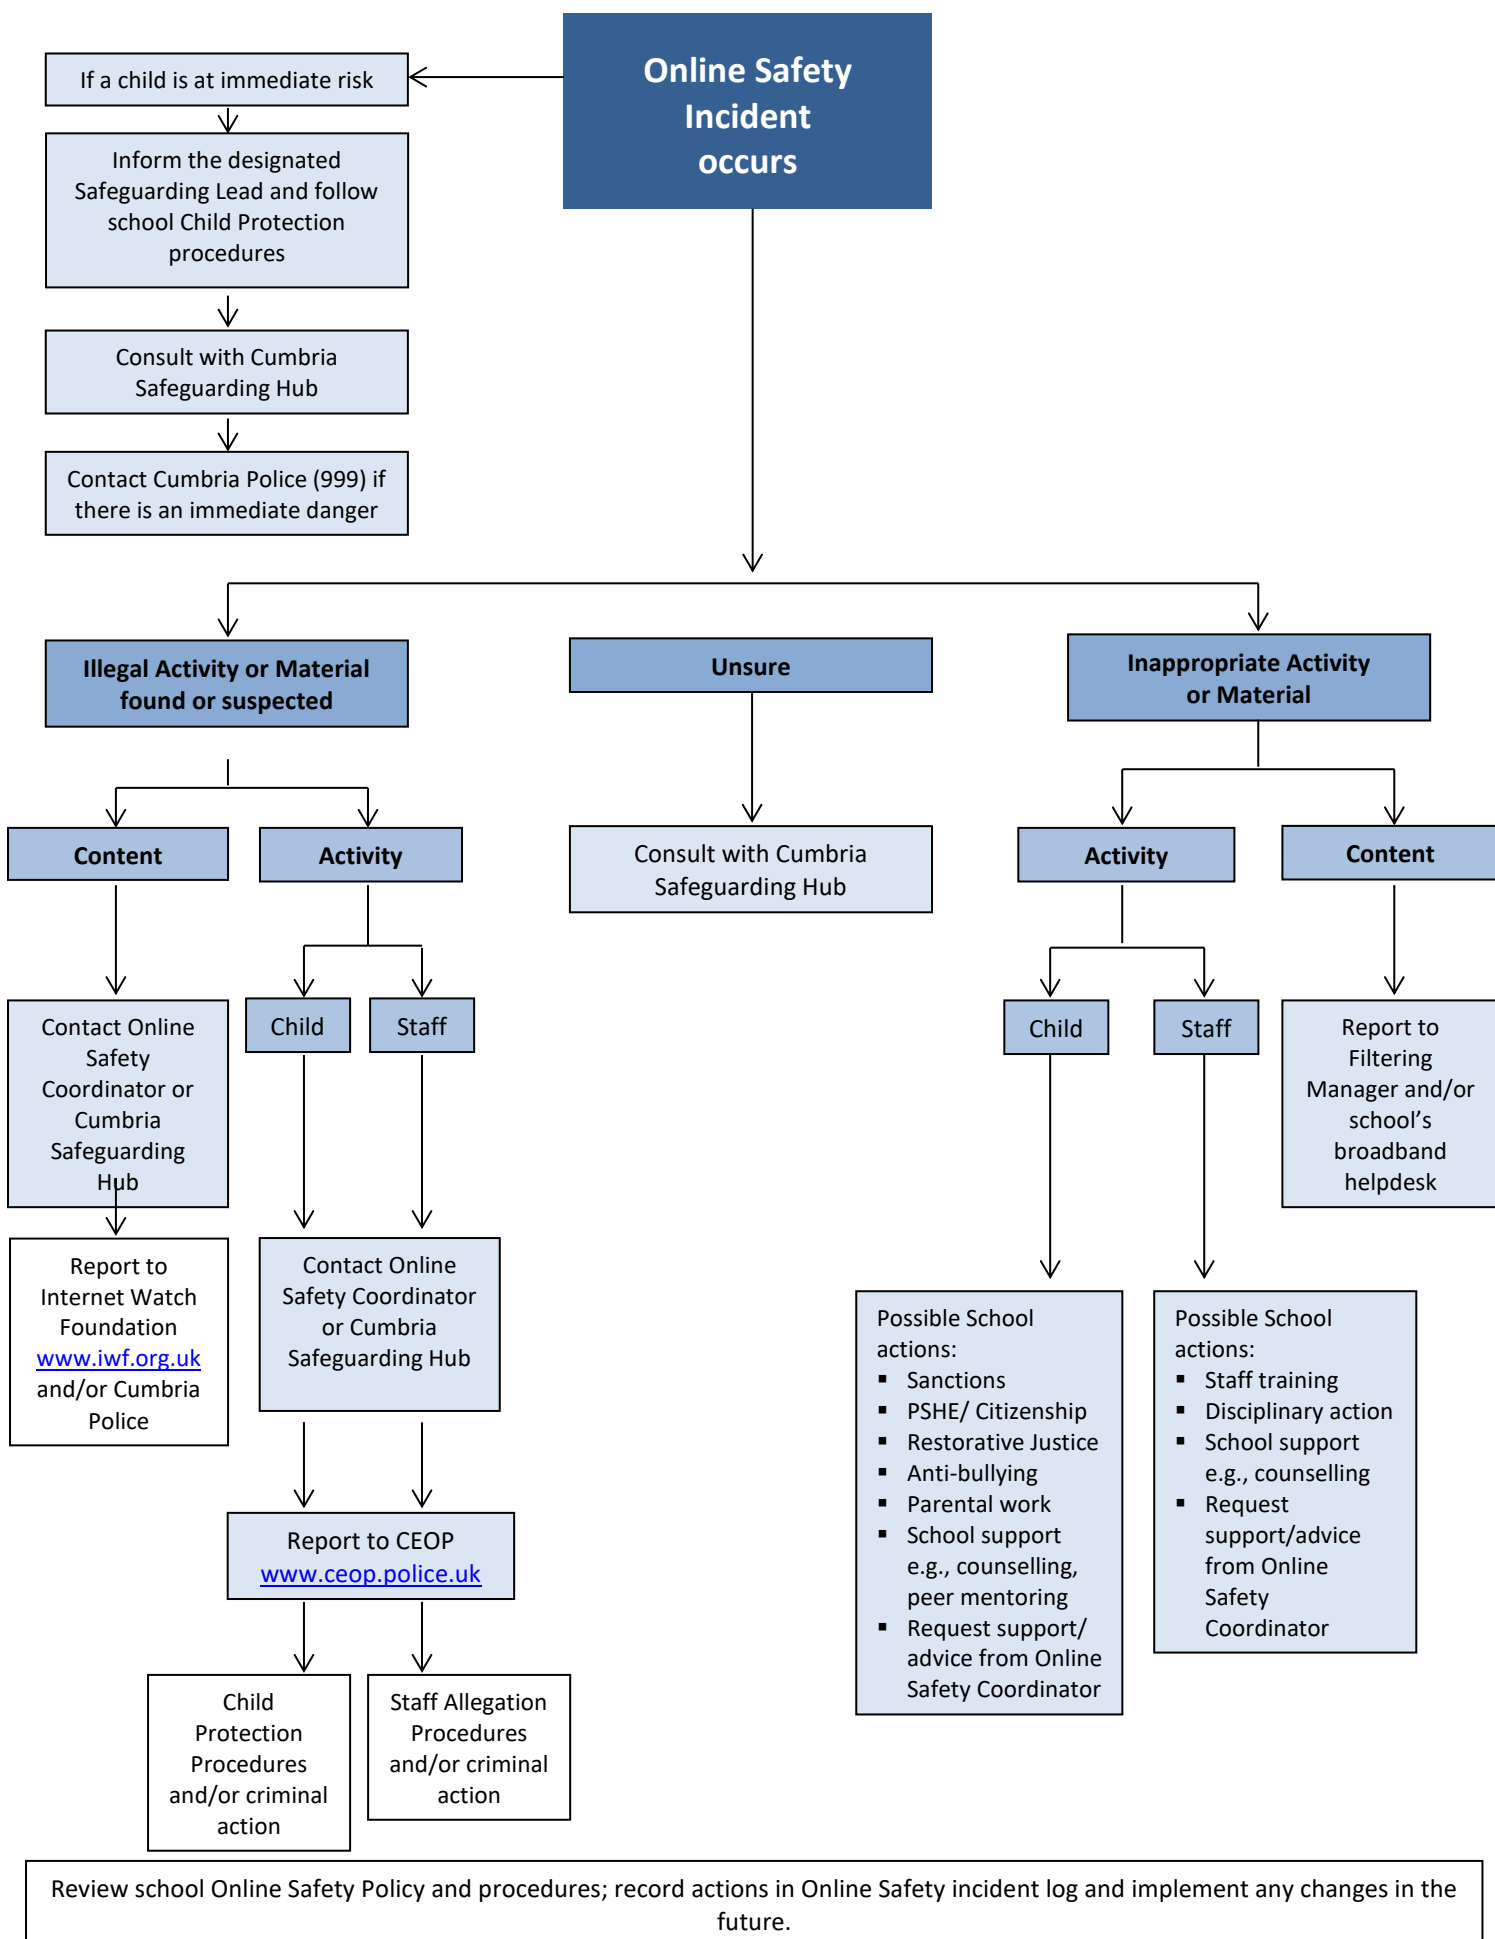 Online Safety
Incident
occurs
If a child is at immediate risk
Inform the designated
Safeguarding Lead and follow
school Child Protection
procedures
Consult with Cumbria
Safeguarding Hub
Contact Cumbria Police (999) if
there is an immediate danger
Illegal Activity or Material
found or suspected
Unsure
Inappropriate Activity
or Material
Content
Activity
Consult with Cumbria
Safeguarding Hub
Activity
Content
Contact Online
Safety
Coordinator or
Cumbria
Safeguarding
Hub
Child
Staff
Child
Staff
Report to
Filtering
Manager and/or
school’s
broadband
helpdesk
Report to
Internet Watch
Foundation
www.iwf.org.uk
and/or Cumbria
Police
Contact Online
Safety Coordinator
or Cumbria
Safeguarding Hub
Possible School
actions:
▪ Sanctions
▪ PSHE/ Citizenship
▪ Restorative Justice
▪ Anti-bullying
▪ Parental work
▪ School support
e.g., counselling,
peer mentoring
▪ Request support/
advice from Online
Safety Coordinator
Possible School
actions:
▪ Staff training
▪ Disciplinary action
▪ School support
e.g., counselling
▪ Request
support/advice
from Online
Safety
Coordinator
Report to CEOP
www.ceop.police.uk
Child
Protection
Procedures
and/or criminal
action
Staff Allegation
Procedures
and/or criminal
action
Review school Online Safety Policy and procedures; record actions in Online Safety incident log and implement any changes in the
future.